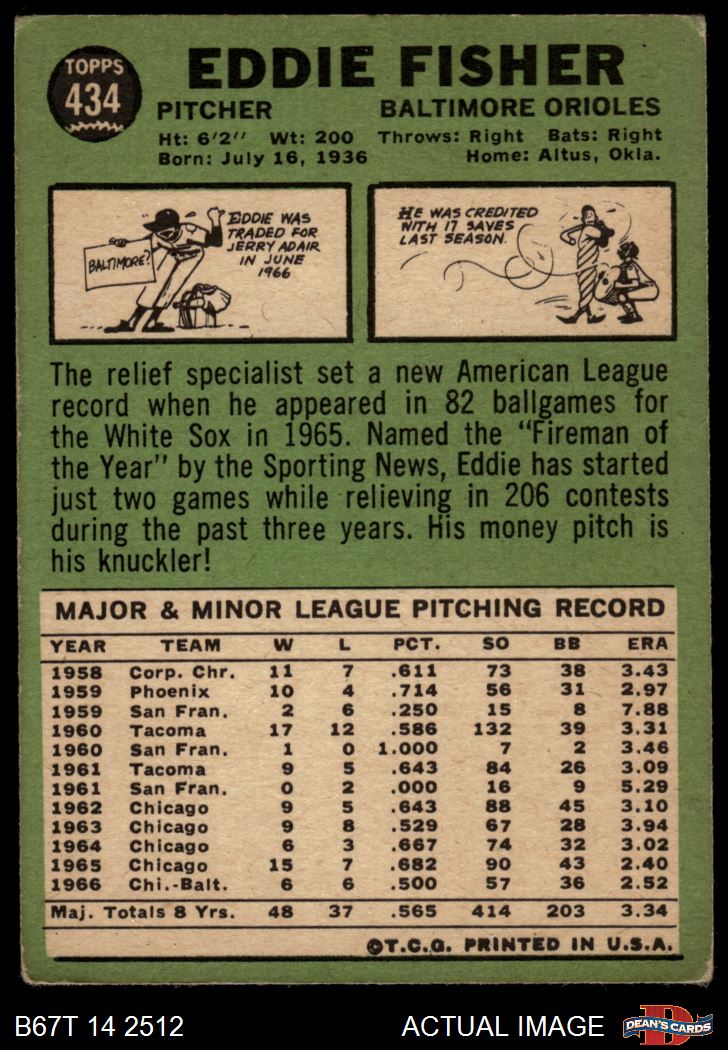 TOPPS
434
EDDIE FISHER
PITCHER BALTIMORE ORIOLES
Ht: 6'2" Wt: 200 Throws: Right Bats: Right
Born: July 16, 1936 Home: Altus, Okla.
BALTIMORE?
EDDIE WAS
TRADED FOR
JERRY ADAIR
IN JUNE
1966
HE WAS CREDITED
WITH 17 SAVES
LAST SEASON.
The relief specialist set a new American League
record when he appeared in 82 ballgames for
the White Sox in 1965. Named the "Fireman of
the Year" by the Sporting News, Eddie has started
just two games while relieving in 206 contests
during the past three years. His money pitch is
his knuckler!
MAJOR & MINOR LEAGUE PITCHING RECORD
YEAR TEAM W L PCT. SO BB ERA
1958 Corp. Chr. 11 7 .611 73 38 3.43
1959 Phoenix 10 4 .714 56 31 2.97
1959 San Fran. 2 6 .250 15 8 7.88
1960 Tacoma 17 12 .586 132 39 3.31
1960 San Fran. 1 0 1.000 7 2 3.46
1961 Tacoma 9 5 .643 84 26 3.09
1961 San Fran. 0 2 .000 16 9 5.29
1962 Chicago 9 5 .643 88 45 3.10
1963 Chicago 9 8 .529 67 28 3.94
1964 Chicago 6 3 .667 74 32 3.02
1965 Chicago 15 7 .682 90 43 2.40
1966 Chi.-Balt. 6 6 .500 57 36 2.52
Maj. Totals 8 Yrs. 48 37 .565 414 203 3.34
©T.C.G. PRINTED IN U.S.A.
B67T 14 2512 ACTUAL IMAGE
D
DEAN'S CARDS